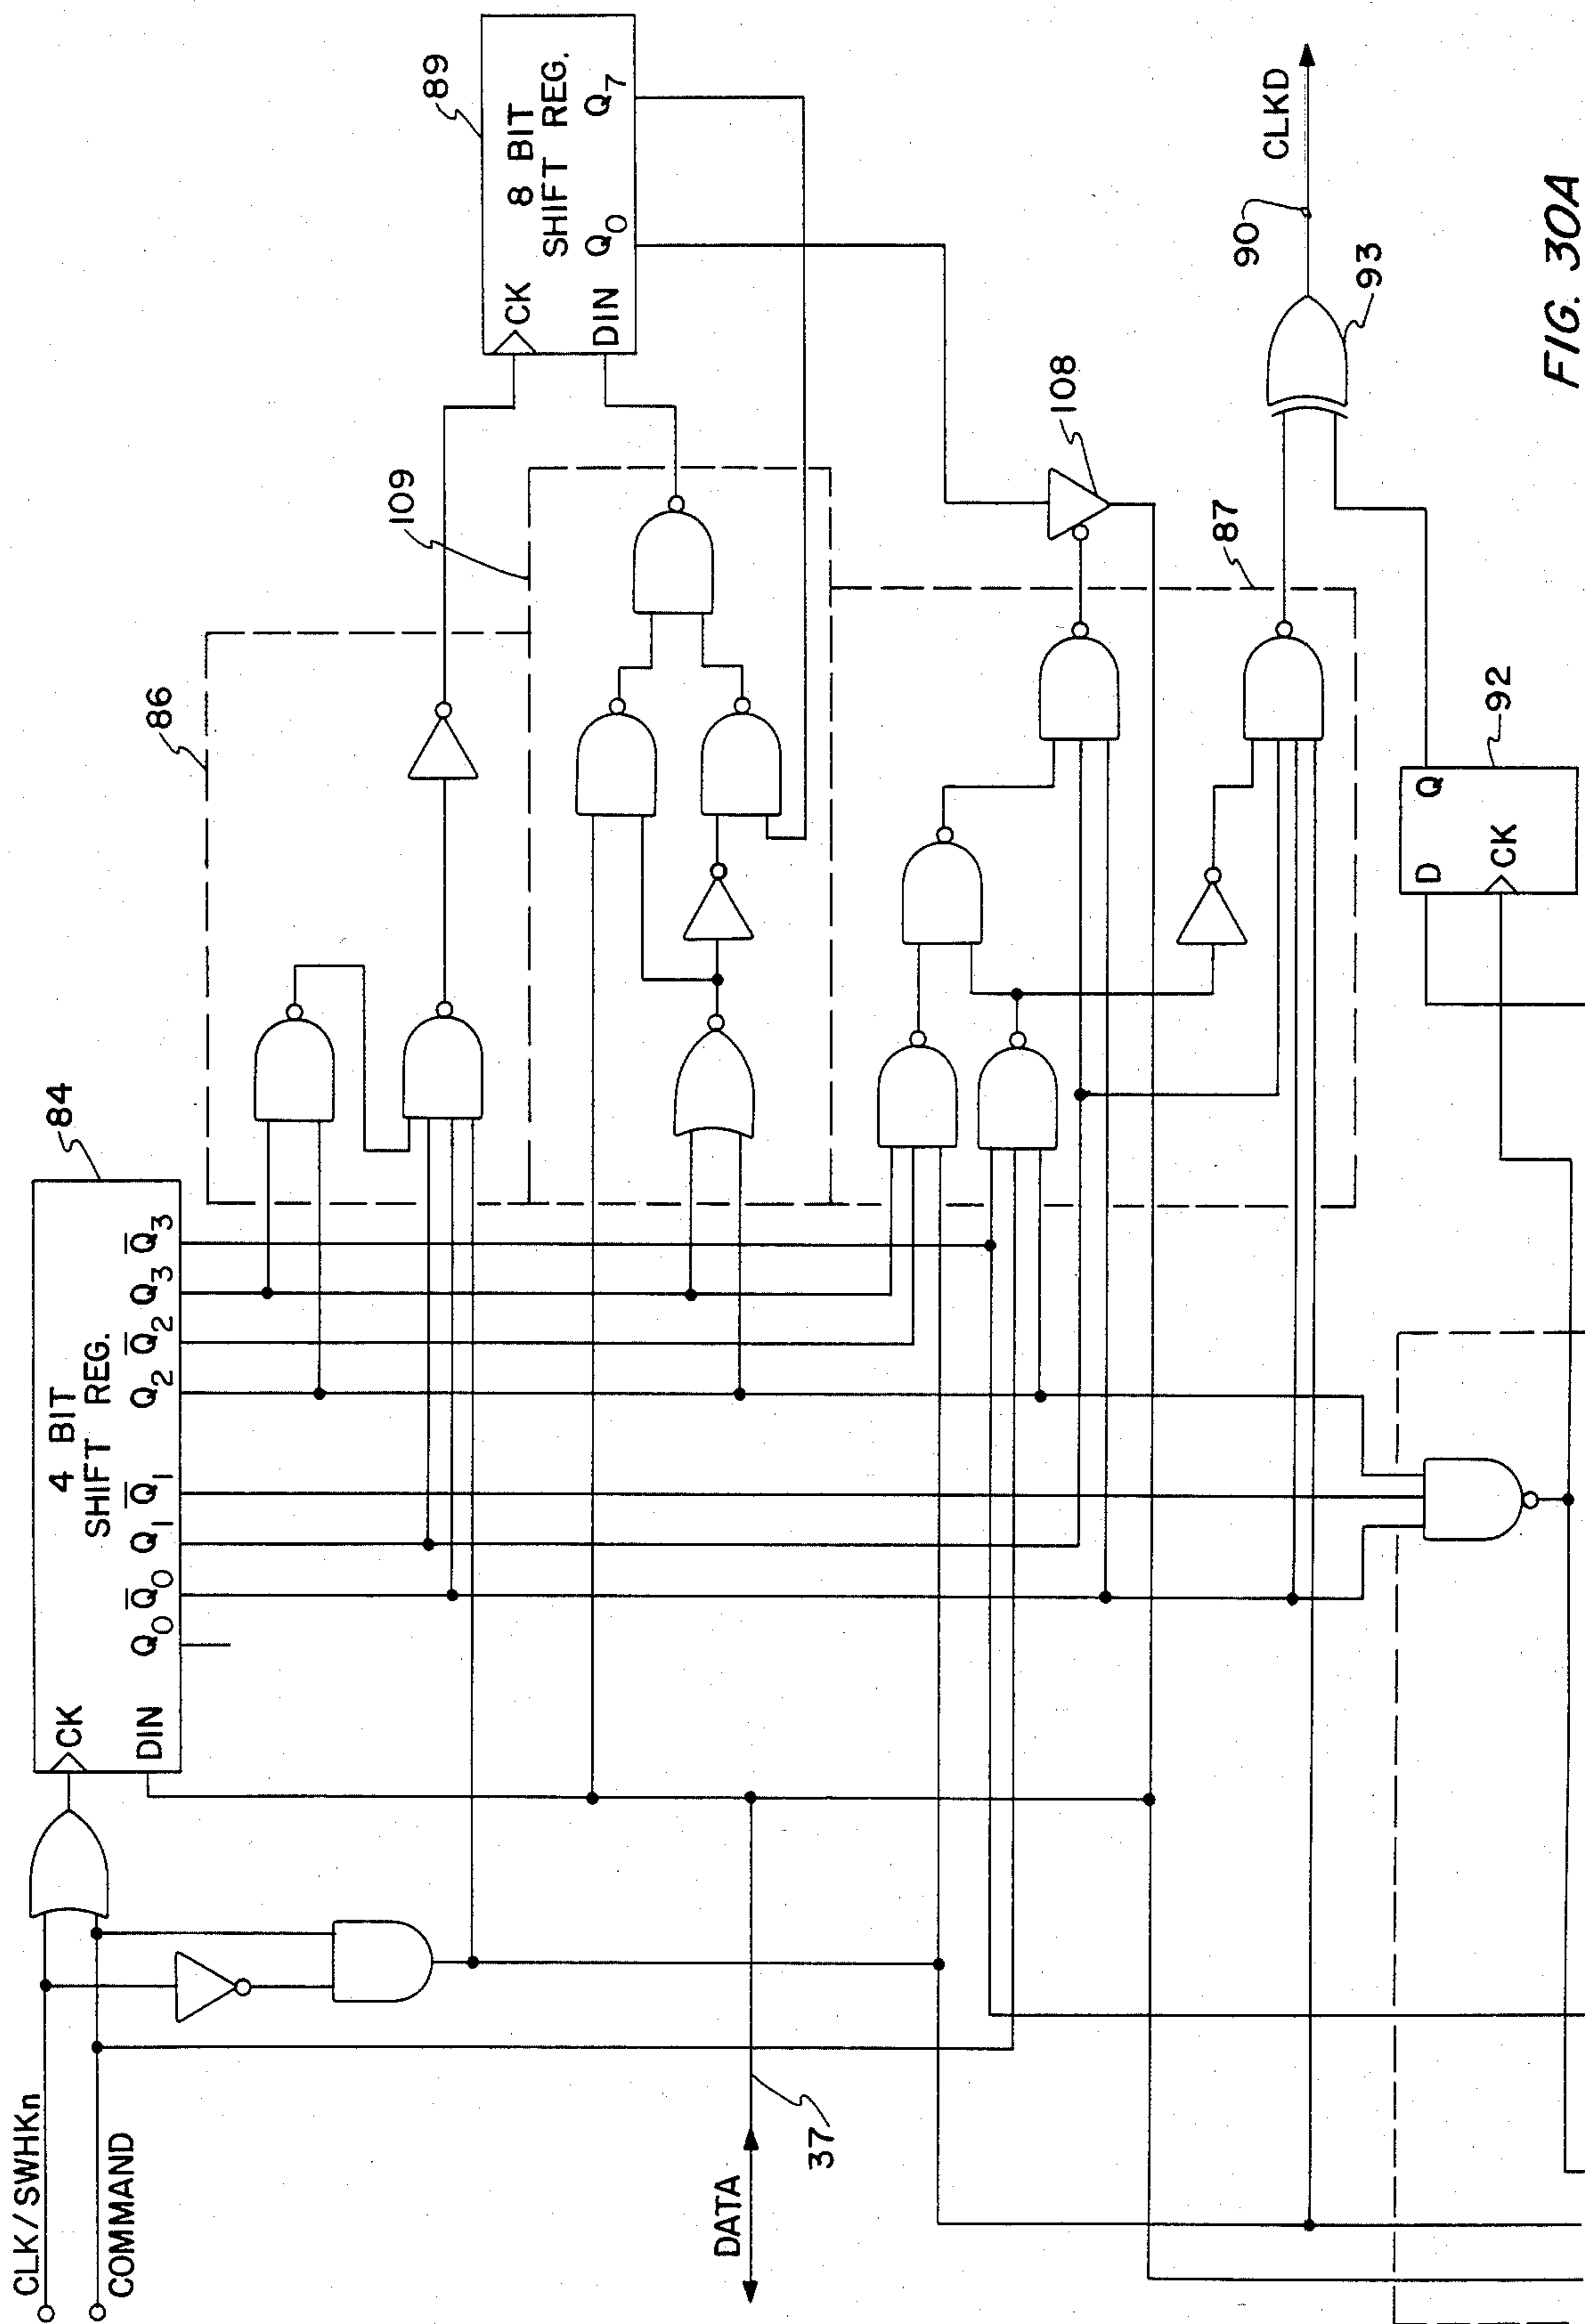 CLK/SWHKn
COMMAND
DATA
37
84
4 BIT
SHIFT REG.
CK
DIN
Q0 Q̅0 Q1 Q̅1 Q2 Q̅2 Q3 Q̅3
86
109
89
8 BIT
SHIFT REG.
CK
DIN
Q0 Q7
108
87
92
D Q
CK
93
90
CLKD
FIG. 30A